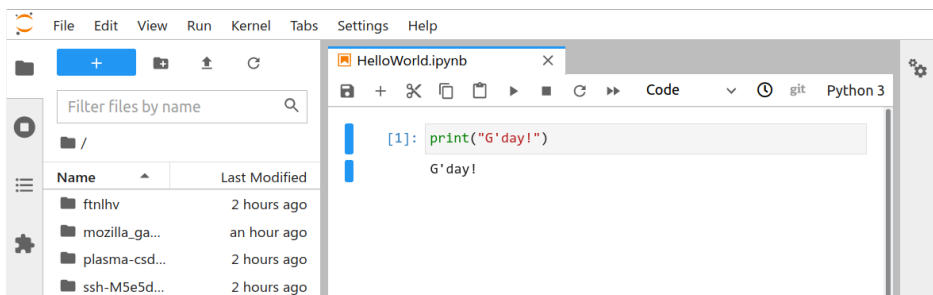 File Edit View Run Kernel Tabs Settings Help
HelloWorld.ipynb
Filter files by name
Code git Python 3
/
[1]: print("G'day!")
G'day!
Name Last Modified
ftnlhv 2 hours ago
mozilla_ga... an hour ago
plasma-csd... 2 hours ago
ssh-M5e5d... 2 hours ago